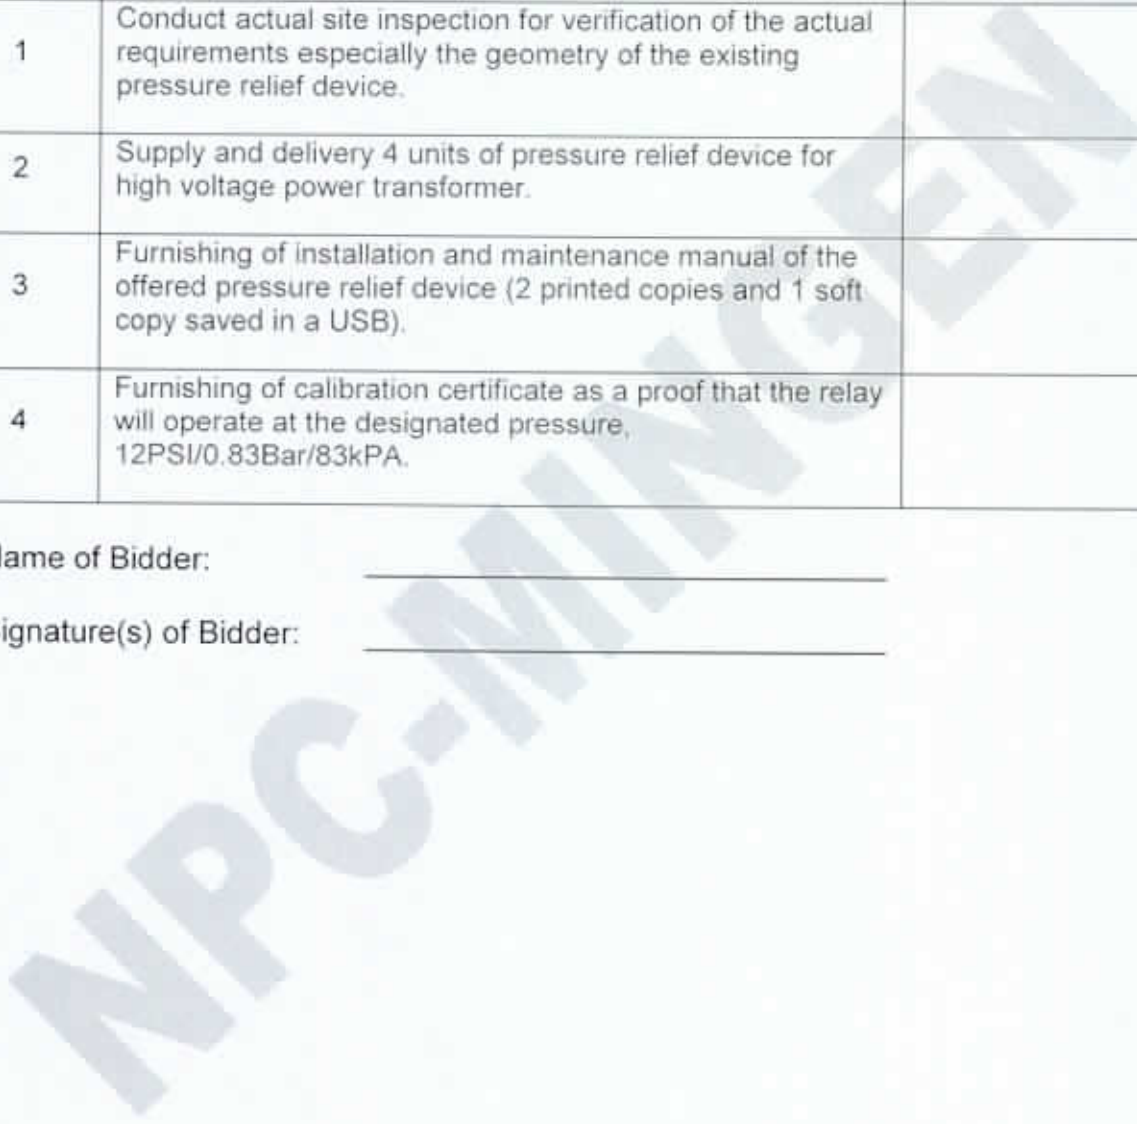 1
Conduct actual site inspection for verification of the actual
requirements especially the geometry of the existing
pressure relief device.
2
Supply and delivery 4 units of pressure relief device for
high voltage power transformer.
3
Furnishing of installation and maintenance manual of the
offered pressure relief device (2 printed copies and 1 soft
copy saved in a USB).
4
Furnishing of calibration certificate as a proof that the relay
will operate at the designated pressure,
12PSI/0.83Bar/83kPA.
lame of Bidder:
ignature(s) of Bidder:
NPC-MINGEN